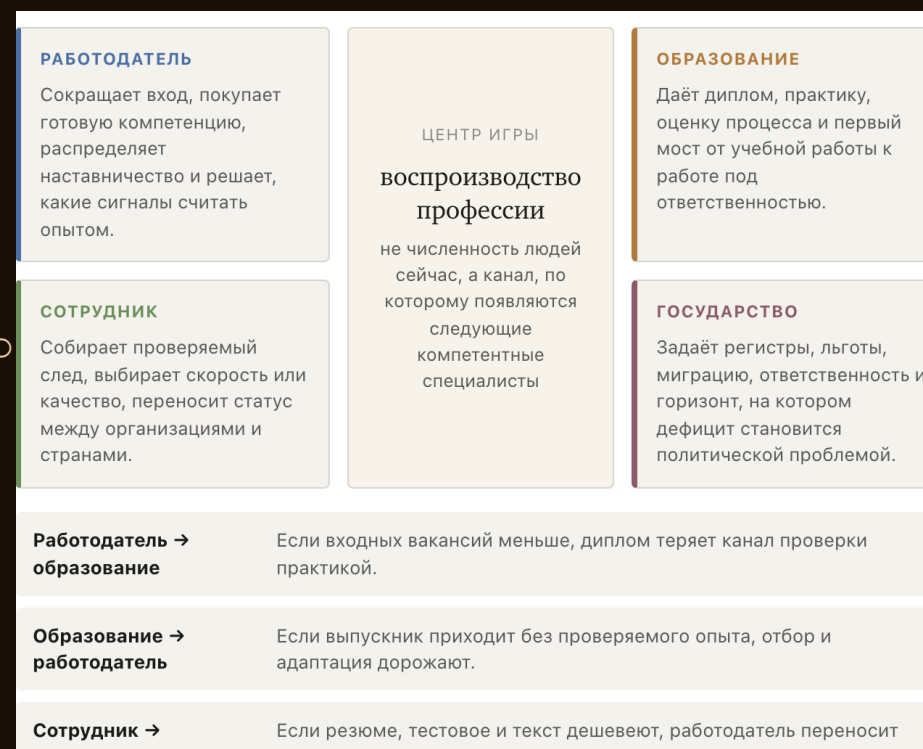 РАБОТОДАТЕЛЬ
Сокращает вход, покупает
готовую компетенцию,
распределяет
наставничество и решает,
какие сигналы считать
опытом.
ЦЕНТР ИГРЫ
воспроизводство
профессии
не численность людей
сейчас, а канал, по
которому появляются
следующие
компетентные
специалисты
ОБРАЗОВАНИЕ
Даёт диплом, практику,
оценку процесса и первый
мост от учебной работы к
работе под
ответственностью.
СОТРУДНИК
Собирает проверяемый
след, выбирает скорость или
качество, переносит статус
между организациями и
странами.
ГОСУДАРСТВО
Задаёт регистры, льготы,
миграцию, ответственность и
горизонт, на котором
дефицит становится
политической проблемой.
Работодатель →
образование
Если входных вакансий меньше, диплом теряет канал проверки
практикой.
Образование →
работодатель
Если выпускник приходит без проверяемого опыта, отбор и
адаптация дорожают.
Сотрудник →
Если резюме, тестовое и текст дешевеют, работодатель переносит